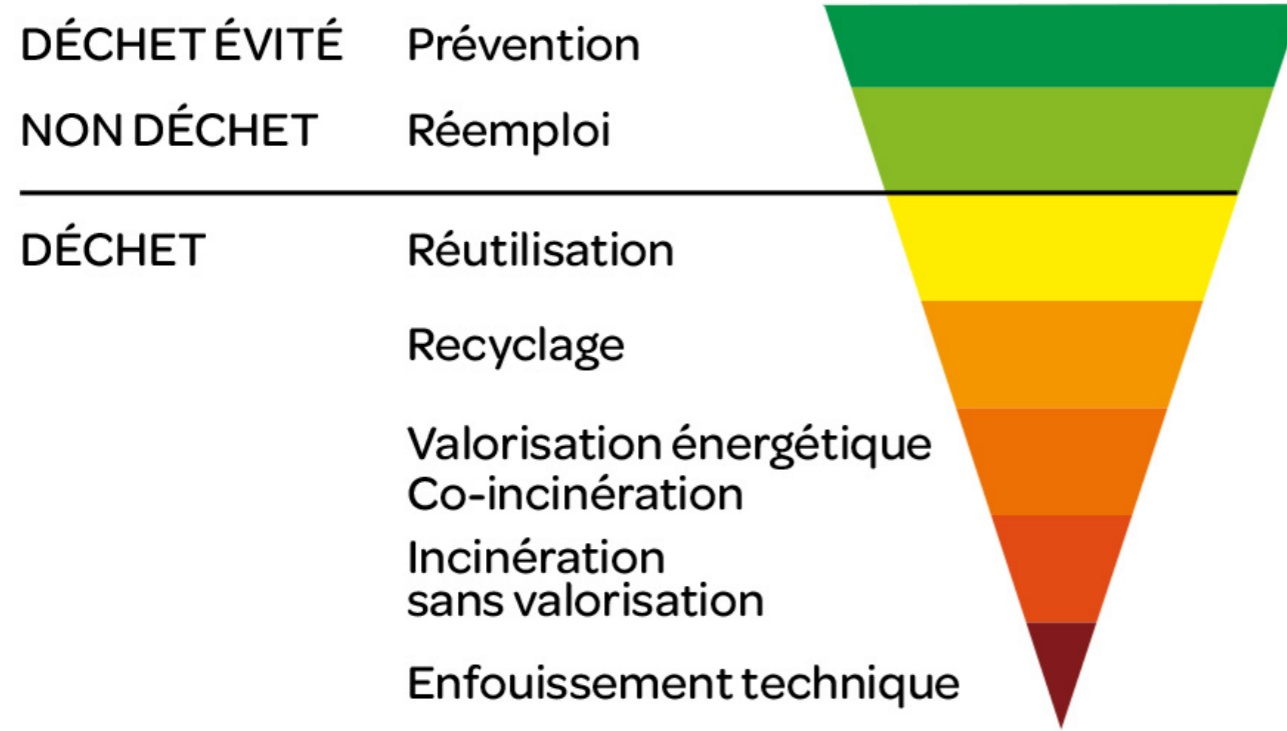 DÉCHET ÉVITÉ Prévention
NON DÉCHET Réemploi
DÉCHET Réutilisation
Recyclage
Valorisation énergétique
Co-incinération
Incinération
sans valorisation
Enfouissement technique